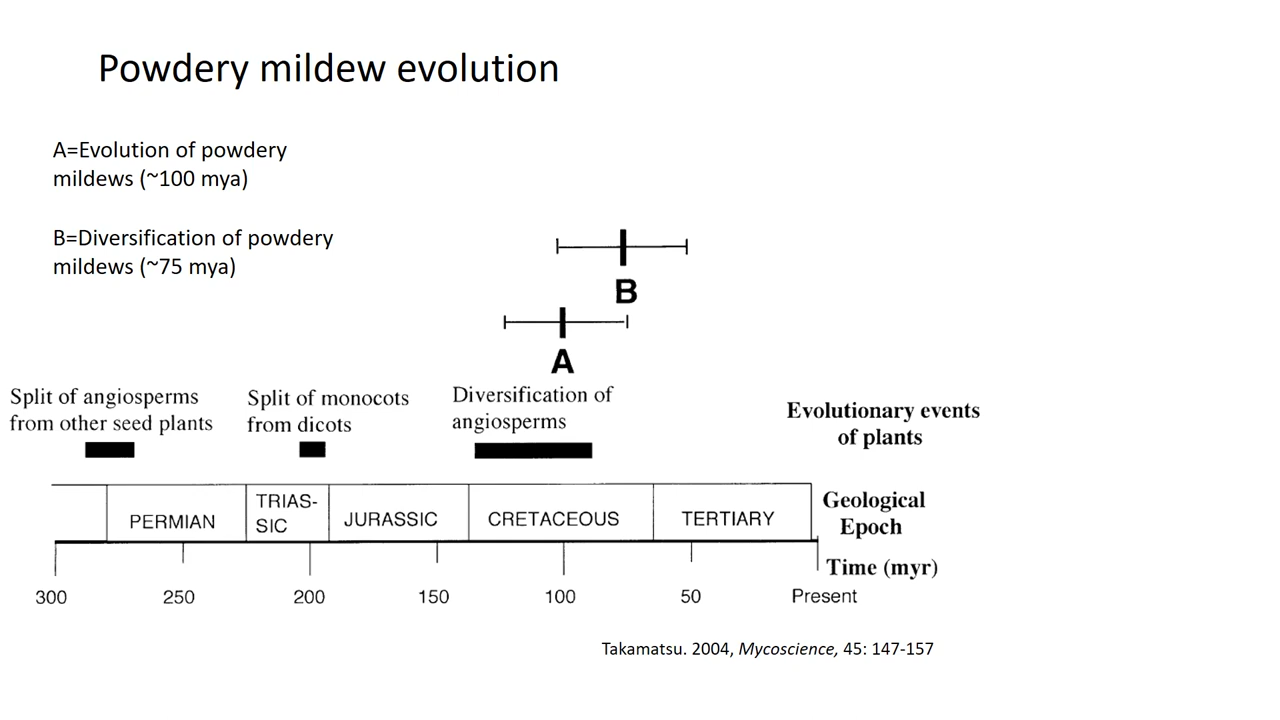 Powdery mildew evolution
A=Evolution of powdery
mildews (~100 mya)
B=Diversification of powdery
mildews (~75 mya)
B
A
Split of angiosperms
from other seed plants
Split of monocots
from dicots
Diversification of
angiosperms
Evolutionary events
of plants
PERMIAN
TRIAS-
SIC
JURASSIC
CRETACEOUS
TERTIARY
Geological
Epoch
Time (myr)
300 250 200 150 100 50 Present
Takamatsu. 2004, Mycoscience, 45: 147-157